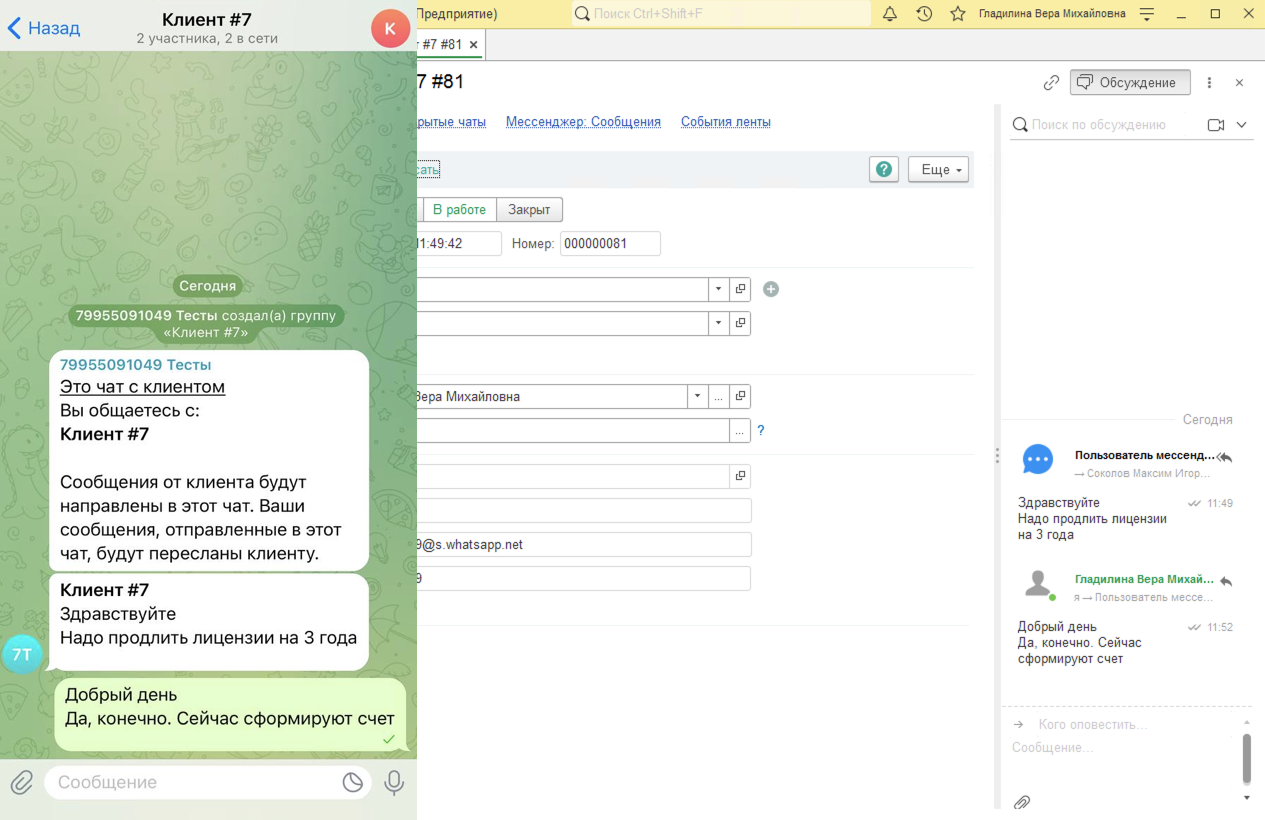 Назад
Клиент #7
2 участника, 2 в сети
К
Сегодня
79955091049 Тесты создал(а) группу
«Клиент #7»
79955091049 Тесты
Это чат с клиентом
Вы общаетесь с:
Клиент #7
Сообщения от клиента будут
направлены в этот чат. Ваши
сообщения, отправленные в этот
чат, будут пересланы клиенту.
Клиент #7
Здравствуйте
Надо продлить лицензии на 3 года
7Т
Добрый день
Да, конечно. Сейчас сформируют счет
Сообщение
Предприятие)
Поиск Ctrl+Shift+F
Гладилина Вера Михайловна
#7 #81
7 #81
Обсуждение
рытые чаты
Мессенджер: Сообщения
События ленты
сать
?
Еще
В работе
Закрыт
11:49:42
Номер:
000000081
Вера Михайловна
...
...
?
9@s.whatsapp.net
9
Поиск по обсуждению
Сегодня
Пользователь мессенд...
→ Соколов Максим Игор...
Здравствуйте
11:49
Надо продлить лицензии
на 3 года
Гладилина Вера Михай...
я → Пользователь мессе...
Добрый день
11:52
Да, конечно. Сейчас
сформируют счет
Кого оповестить...
Сообщение...